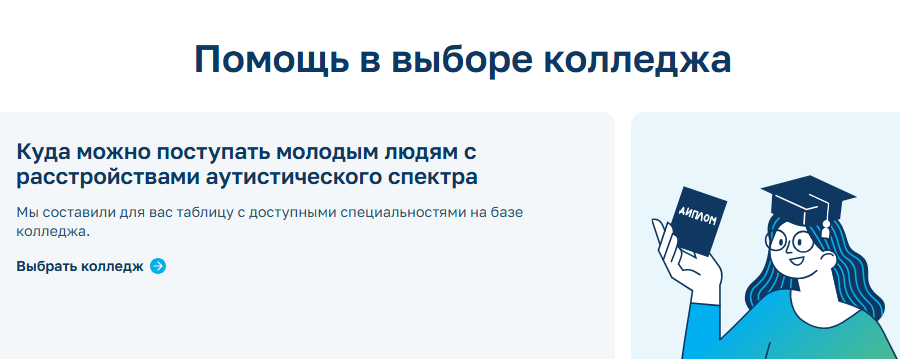 Помощь в выборе колледжа
Куда можно поступать молодым людям с
расстройствами аутистического спектра
Мы составили для вас таблицу с доступными специальностями на базе
колледжа.
Выбрать колледж
ДИПЛОМ